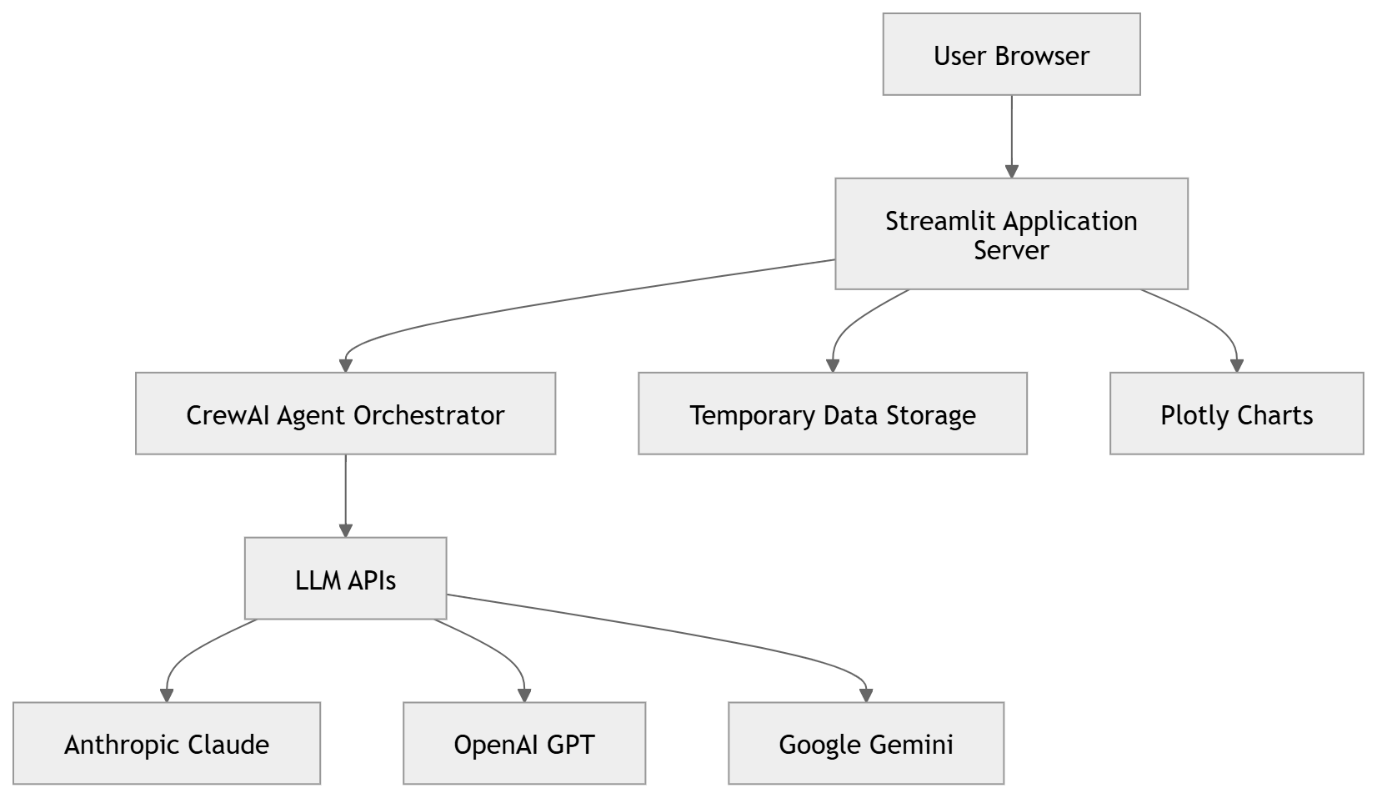 User Browser
Streamlit Application
Server
CrewAI Agent Orchestrator
Temporary Data Storage
Plotly Charts
LLM APIs
Anthropic Claude
OpenAI GPT
Google Gemini